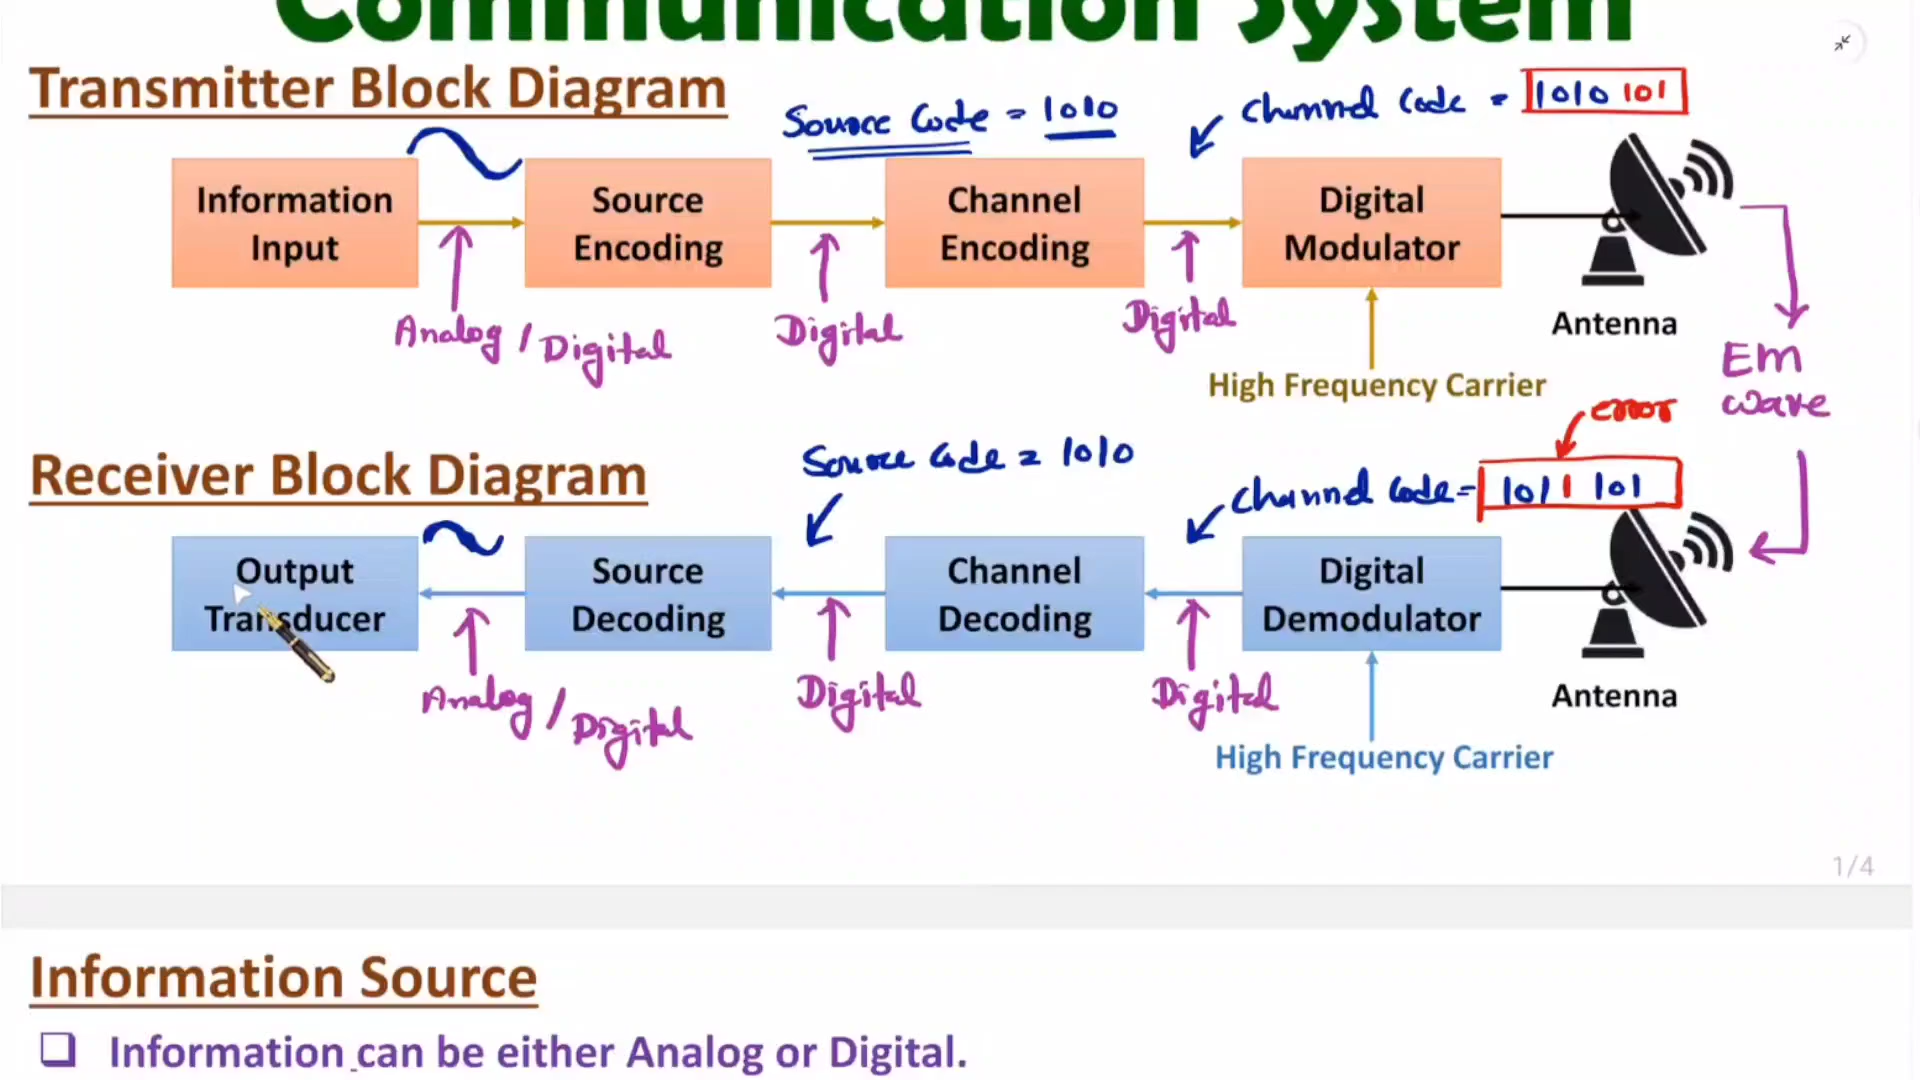 Communication System
Transmitter Block Diagram
Source Code = 1010
Channel Code = 1010 101
Information
Input
Source
Encoding
Channel
Encoding
Digital
Modulator
Analog / Digital
Digital
Digital
Antenna
High Frequency Carrier
Em
wave
error
Receiver Block Diagram
Source Code = 1010
Channel Code = 1011 101
Output
Transducer
Source
Decoding
Channel
Decoding
Digital
Demodulator
Analog / Digital
Digital
Digital
Antenna
High Frequency Carrier
1/4
Information Source
Information can be either Analog or Digital.